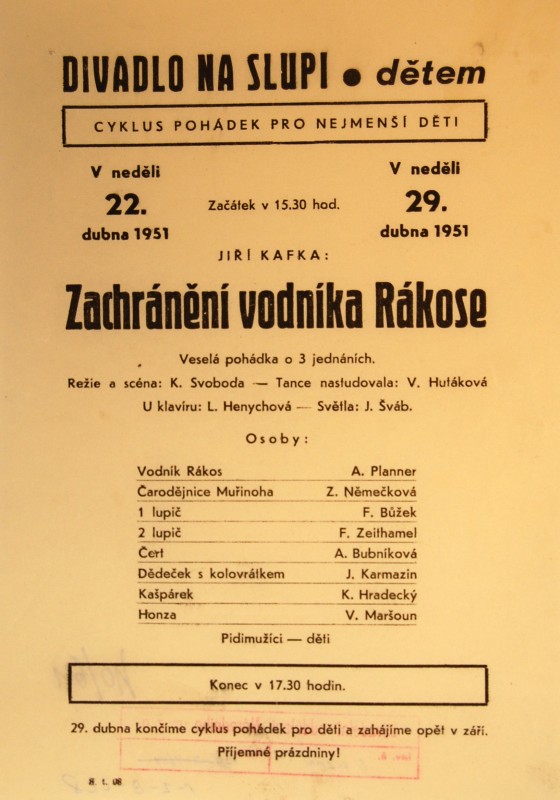 DIVADLO NA SLUPI • dětem
CYKLUS POHÁDEK PRO NEJMENŠÍ DĚTI
V neděli
22.
dubna 1951
Začátek v 15.30 hod.
V neděli
29.
dubna 1951
JIŘÍ KAFKA:
Zachránění vodníka Rákose
Veselá pohádka o 3 jednáních.
Režie a scéna: K. Svoboda — Tance nastudovala: V. Hutáková
U klavíru: L. Henychová — Světla: J. Šváb.
Osoby:
Vodník Rákos A. Planner
Čarodějnice Muřinoha Z. Němečková
1 lupič F. Bůžek
2 lupič F. Zeithamel
Čert A. Bubníková
Dědeček s kolovrátkem J. Karmazin
Kašpárek K. Hradecký
Honza V. Maršoun
Pidimužíci — děti
Konec v 17.30 hodin.
29. dubna končíme cyklus pohádek pro děti a zahájíme opět v září.
Příjemné prázdniny!
S. t. 08